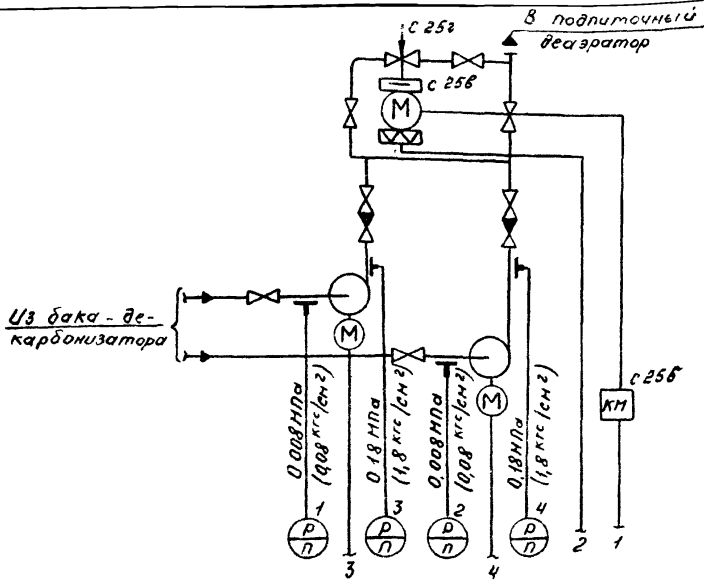 В подпиточный
деаэратор
с 25г
с 25в
М
Из бака - де-
карбонизатора
М
М
с 25б
КМ
0,008 МПа
(0,08 кгс/см²)
0,18 МПа
(1,8 кгс/см²)
0,008 МПа
(0,08 кгс/см²)
0,18 МПа
(1,8 кгс/см²)
1
Р
П
3
3
Р
П
2
Р
П
4
4
Р
П
2
1